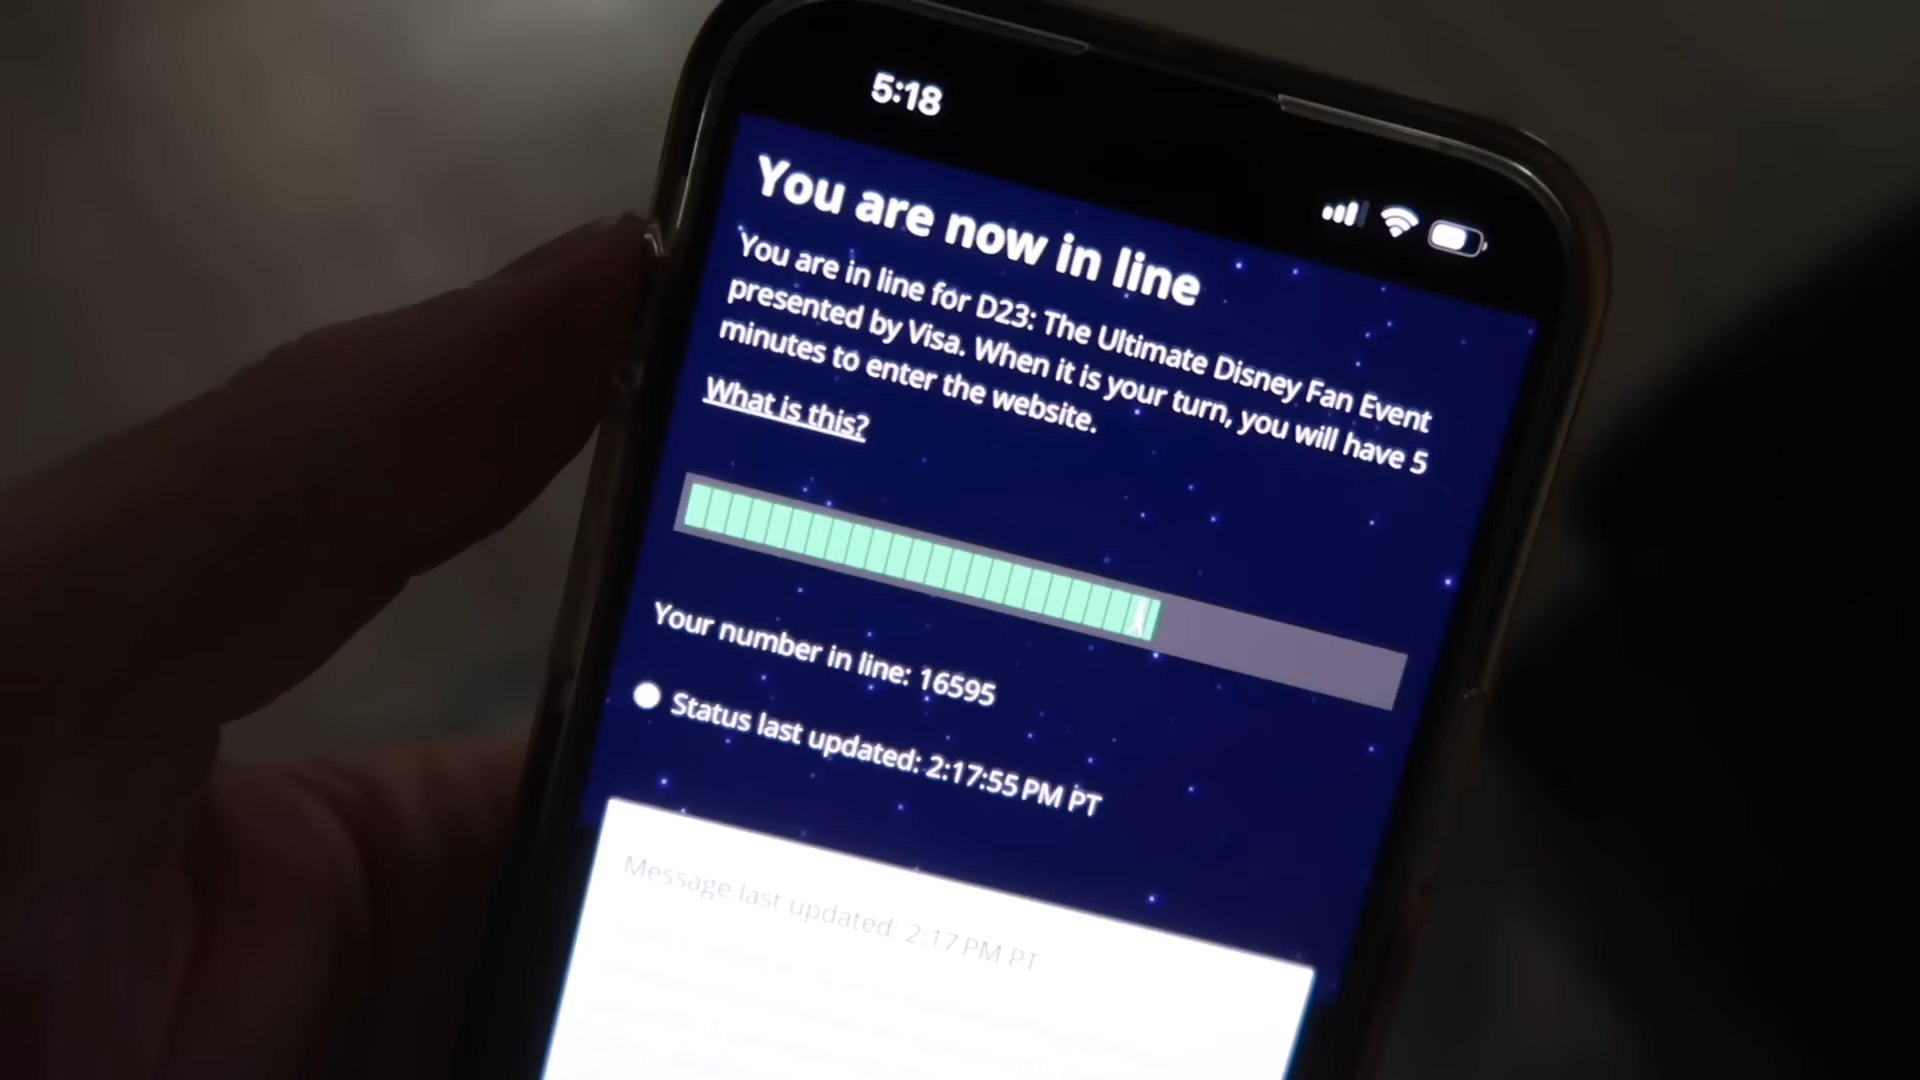 5:18
You are now in line
You are in line for D23: The Ultimate Disney Fan Event
presented by Visa. When it is your turn, you will have 5
minutes to enter the website.
What is this?
Your number in line: 16595
Status last updated: 2:17:55 PM PT
Message last updated: 2:17 PM PT